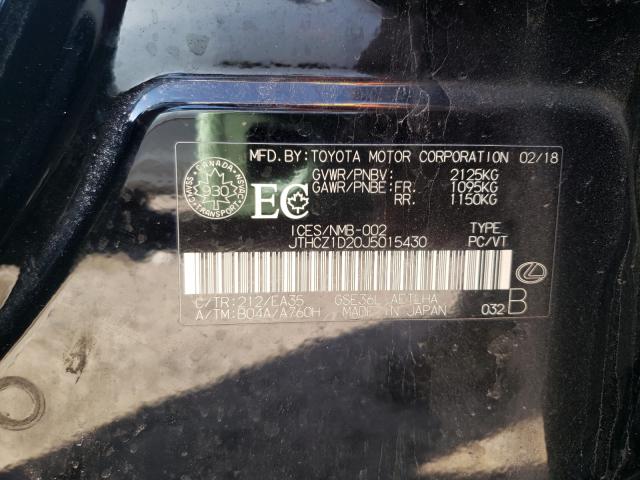 MFD.BY:TOYOTA MOTOR CORPORATION 02/18
GVWR/PNBV: 2125KG
GAWR/PNBE:FR. 1095KG
RR. 1150KG
CANADA
930
TRANSPORT
CMVSS
NSVAC
EC
ICES/NMB-002 TYPE
JTHCZ1D20J5015430 PC/VT
C/TR:212/EA35 GSE36L AETLHA
A/TM:B04A/A760H MADE IN JAPAN 032 B